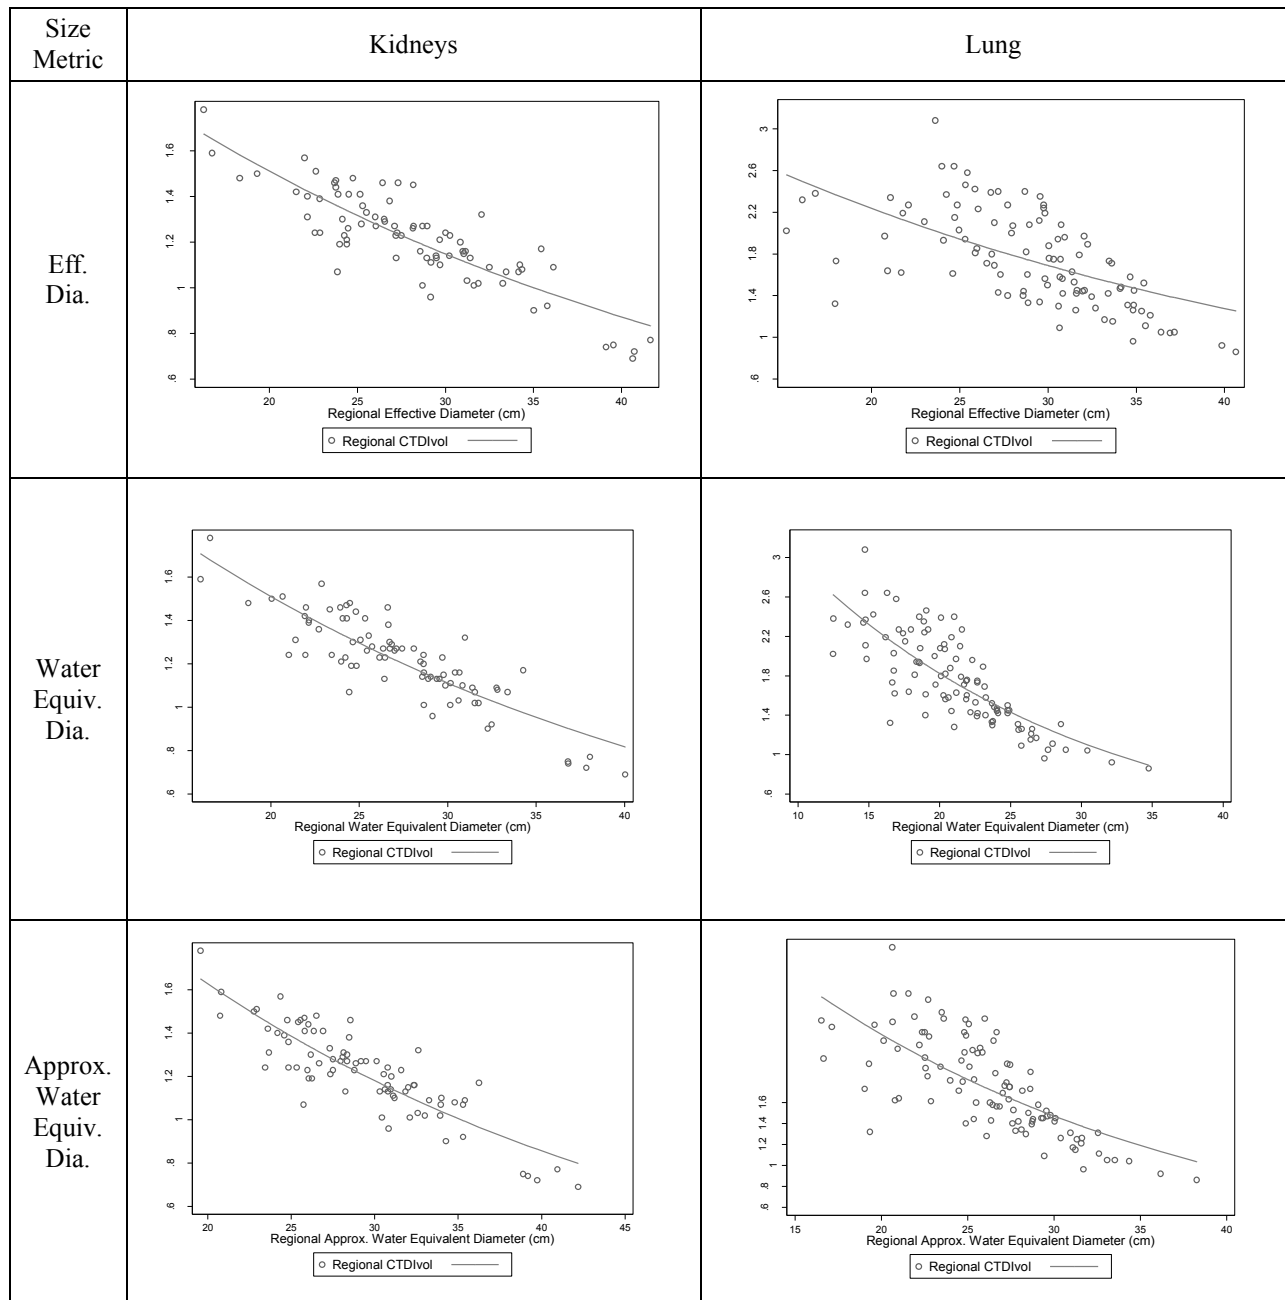 Size
Metric
Kidneys
Lung
Eff.
Dia.
1.6
1.4
1.2
1
.8
.6
20
25
30
35
40
Regional Effective Diameter (cm)
Regional CTDIvol
3
2.6
2.2
1.8
1.4
1
.6
20
25
30
35
40
Regional Effective Diameter (cm)
Regional CTDIvol
Water
Equiv.
Dia.
1.6
1.4
1.2
1
.8
.6
20
25
30
35
40
Regional Water Equivalent Diameter (cm)
Regional CTDIvol
3
2.6
2.2
1.8
1.4
1
.6
10
15
20
25
30
35
40
Regional Water Equivalent Diameter (cm)
Regional CTDIvol
Approx.
Water
Equiv.
Dia.
1.6
1.4
1.2
1
.8
.6
20
25
30
35
40
45
Regional Approx. Water Equivalent Diameter (cm)
Regional CTDIvol
1.6
1.4
1.2
1
.8
.6
15
20
25
30
35
40
Regional Approx. Water Equivalent Diameter (cm)
Regional CTDIvol